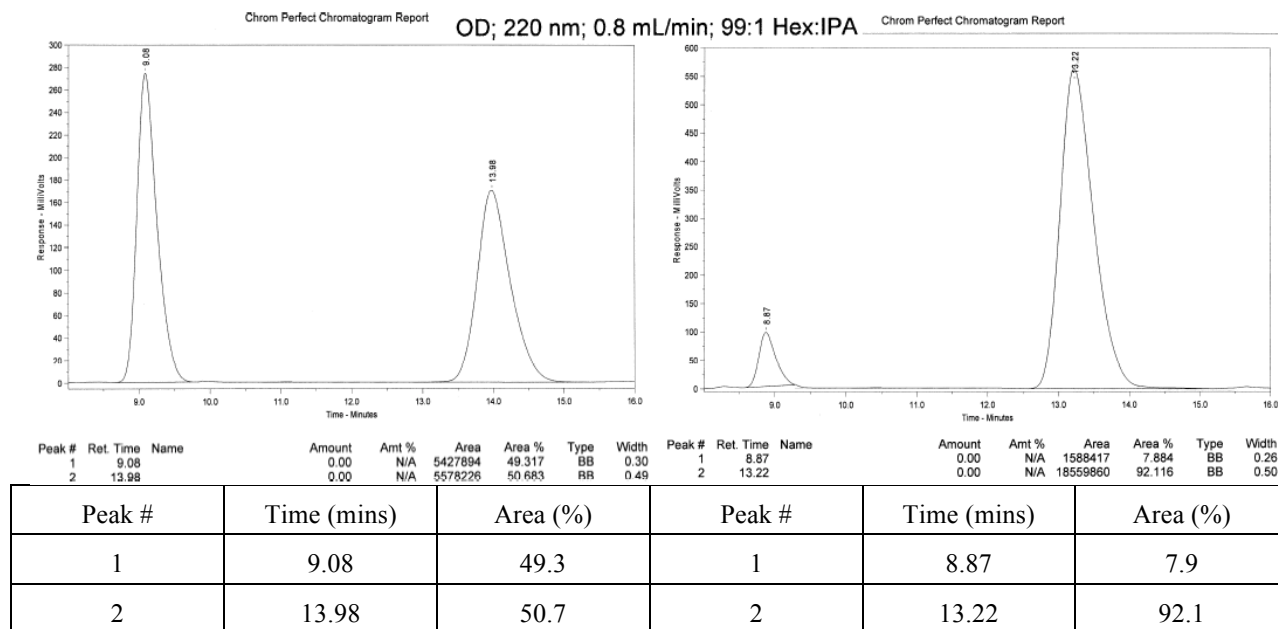 Chrom Perfect Chromatogram Report
OD; 220 nm; 0.8 mL/min; 99:1 Hex:IPA
Chrom Perfect Chromatogram Report
Response - MilliVolts
300
280
260
240
220
200
180
160
140
120
100
80
60
40
20
0
9.08
13.98
9.0 10.0 11.0 12.0 13.0 14.0 15.0 16.0
Time - Minutes
Response - MilliVolts
600
550
500
450
400
350
300
250
200
150
100
50
0
8.87
13.22
9.0 10.0 11.0 12.0 13.0 14.0 15.0 16.0
Time - Minutes
Peak # Ret. Time Name Amount Amt % Area Area % Type Width
1 9.08 0.00 N/A 5427894 49.317 BB 0.30
2 13.98 0.00 N/A 5578226 50.683 BB 0.49
Peak # Ret. Time Name Amount Amt % Area Area % Type Width
1 8.87 0.00 N/A 1588417 7.884 BB 0.26
2 13.22 0.00 N/A 18559860 92.116 BB 0.50
Peak # Time (mins) Area (%) Peak # Time (mins) Area (%)
1 9.08 49.3 1 8.87 7.9
2 13.98 50.7 2 13.22 92.1